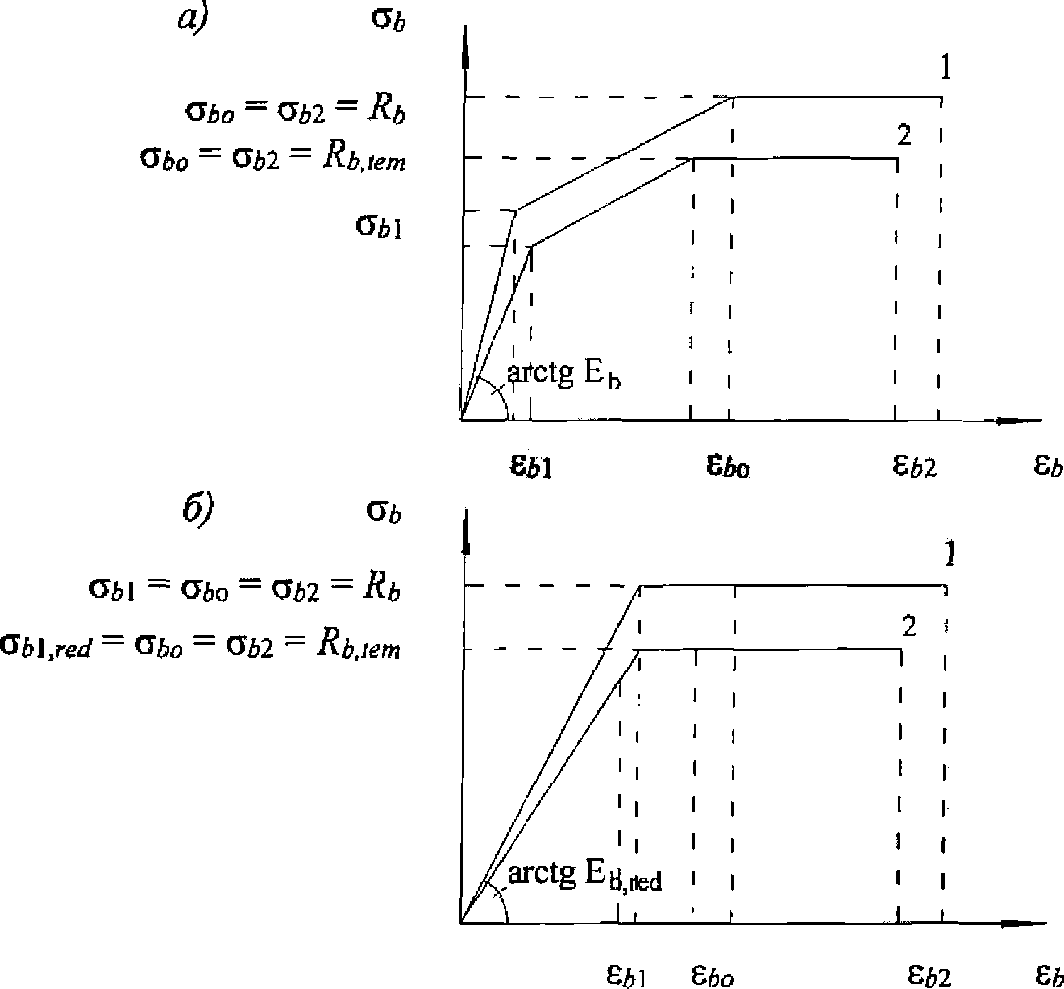 а) σb
1
σbo = σb2 = Rb
2
σbo = σb2 = Rb,tem
σb1
arctg Eb
εb1 εbo εb2 εb
б) σb
1
σb1 = σbo = σb2 = Rb
2
σb1,red = σbo = σb2 = Rb,tem
arctg Eb,red
εb1 εbo εb2 εb